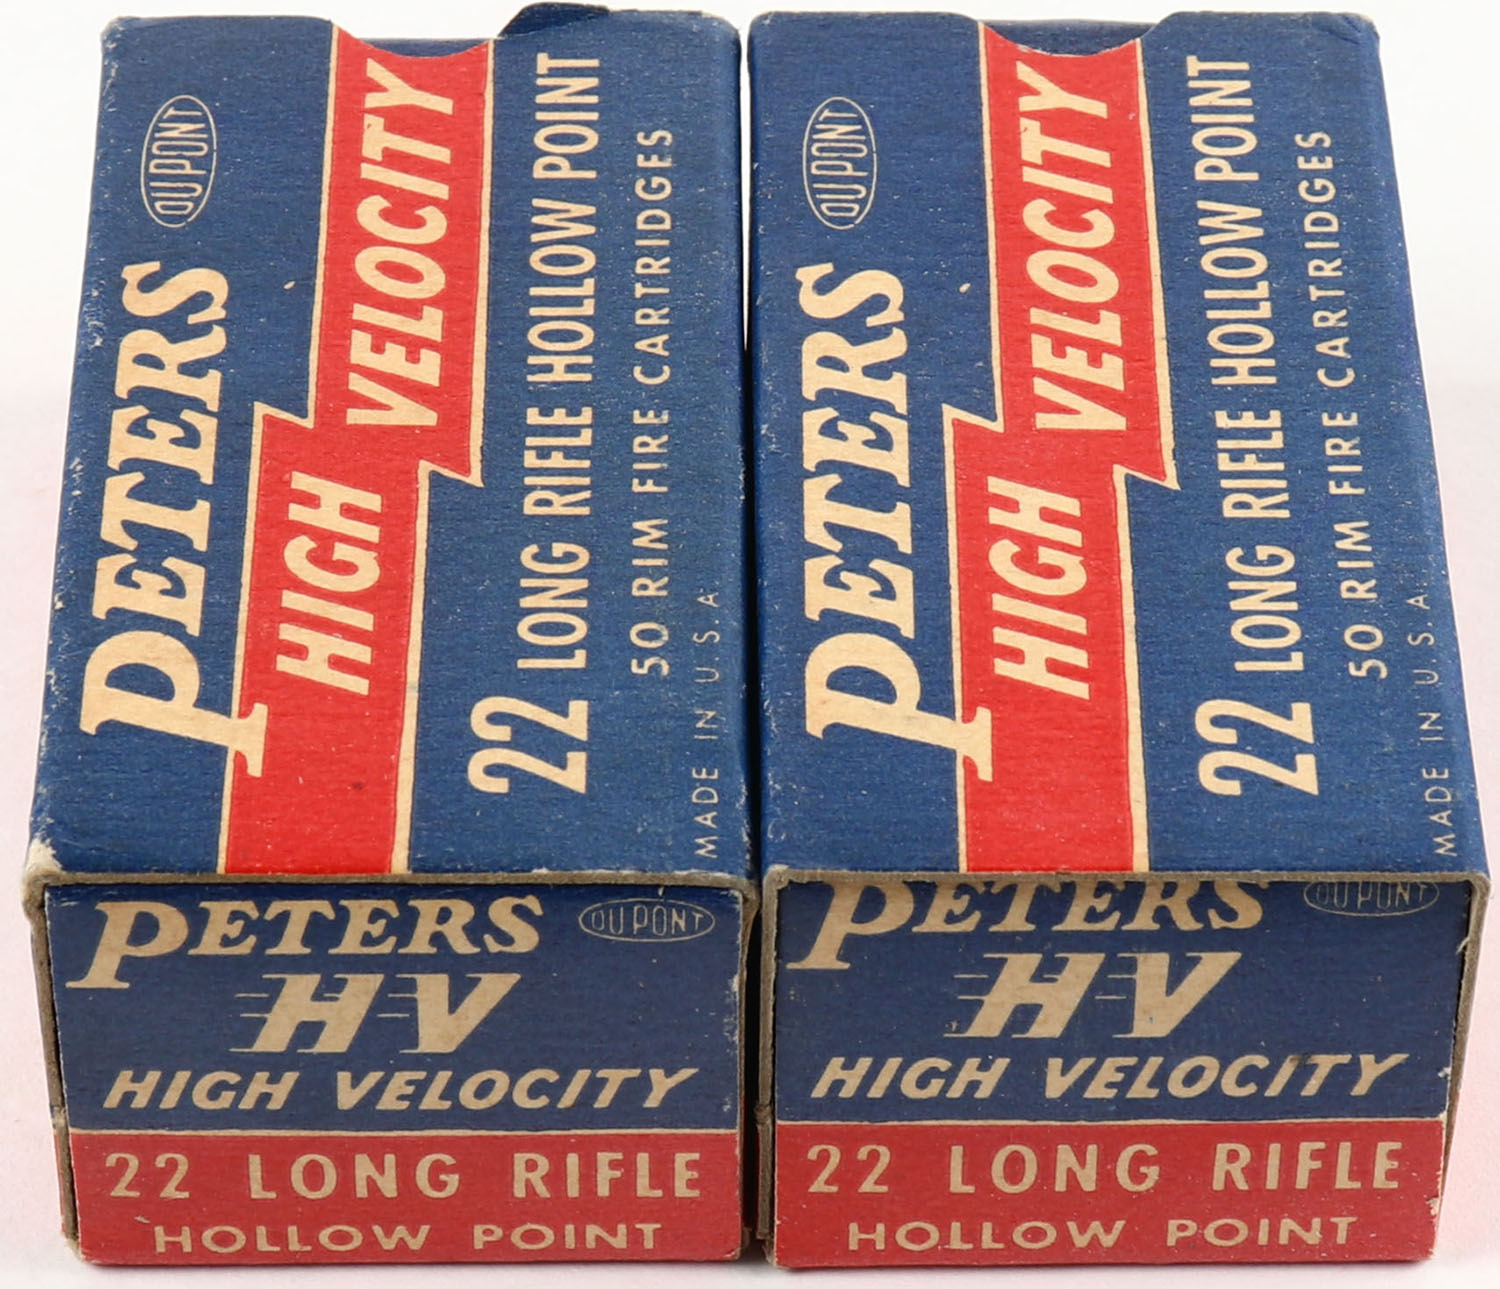 DU PONT
PETERS
HIGH VELOCITY
22 LONG RIFLE HOLLOW POINT
50 RIM FIRE CARTRIDGES
MADE IN U.S.A.
PETERS DU PONT
HV
HIGH VELOCITY
22 LONG RIFLE
HOLLOW POINT
DU PONT
PETERS
HIGH VELOCITY
22 LONG RIFLE HOLLOW POINT
50 RIM FIRE CARTRIDGES
MADE IN U.S.A.
PETERS DU PONT
HV
HIGH VELOCITY
22 LONG RIFLE
HOLLOW POINT